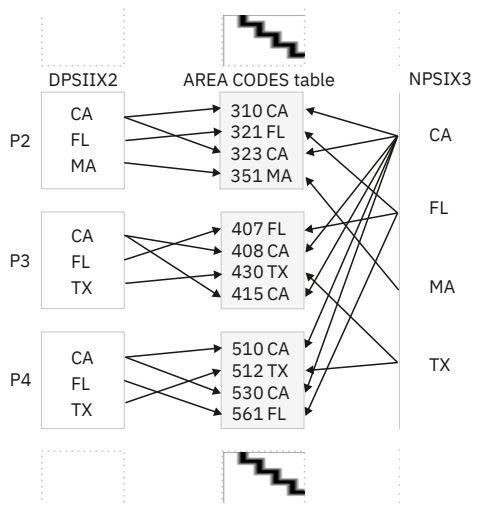 DPSIIX2 AREA CODES table NPSIX3
P2
CA
FL
MA
310 CA
321 FL
323 CA
351 MA
P3
CA
FL
TX
407 FL
408 CA
430 TX
415 CA
P4
CA
FL
TX
510 CA
512 TX
530 CA
561 FL
CA
FL
MA
TX